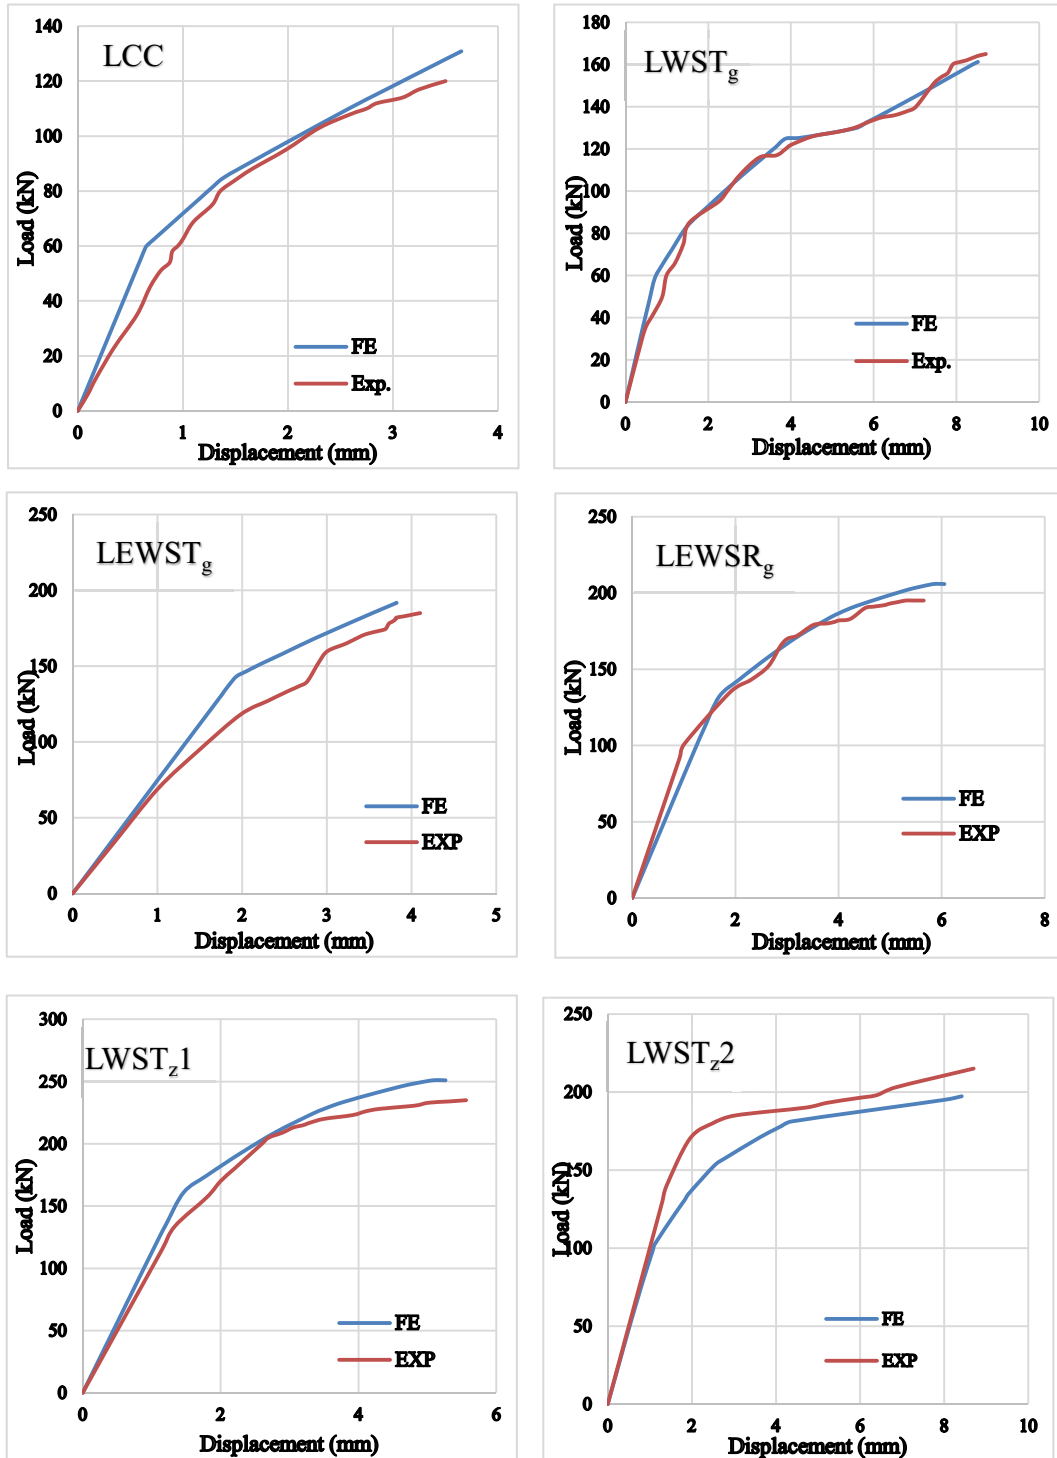 LCC
140
120
100
80
60
40
20
0
Load (kN)
FE
Exp.
0 1 2 3 4
Displacement (mm)
LWSTg
180
160
140
120
100
80
60
40
20
0
Load (kN)
FE
Exp.
0 2 4 6 8 10
Displacement (mm)
LEWSTg
250
200
150
100
50
0
Load (kN)
FE
EXP
0 1 2 3 4 5
Displacement (mm)
LEWSRg
250
200
150
100
50
0
Load (kN)
FE
EXP
0 2 4 6 8
Displacement (mm)
LWSTz1
300
250
200
150
100
50
0
Load (kN)
FE
EXP
0 2 4 6
Displacement (mm)
LWSTz2
250
200
150
100
50
0
Load (kN)
FE
EXP
0 2 4 6 8 10
Displacement (mm)